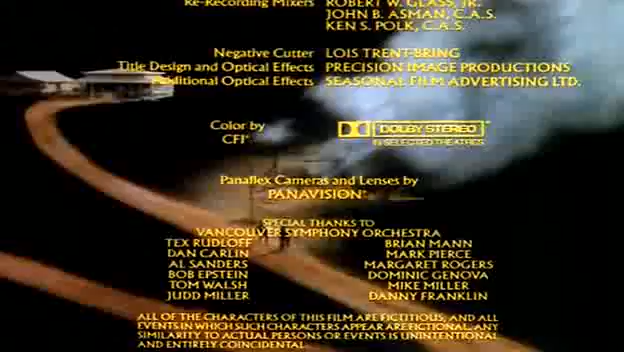 Re-Recording Mixers ROBERT W. GLASS, JR.
JOHN B. ASMAN, C.A.S.
KEN S. POLK, C.A.S.
Negative Cutter LOIS TRENT-BRING
Title Design and Optical Effects PRECISION IMAGE PRODUCTIONS
Additional Optical Effects SEASONAL FILM ADVERTISING LTD.
Color by
CFI®
DOLBY STEREO™
IN SELECTED THEATRES
Panaflex Cameras and Lenses by
PANAVISION®
SPECIAL THANKS TO
VANCOUVER SYMPHONY ORCHESTRA
TEX RUDLOFF BRIAN MANN
DAN CARLIN MARK PIERCE
AL SANDERS MARGARET ROGERS
BOB EPSTEIN DOMINIC GENOVA
TOM WALSH MIKE MILLER
JUDD MILLER DANNY FRANKLIN
ALL OF THE CHARACTERS OF THIS FILM ARE FICTITIOUS, AND ALL
EVENTS IN WHICH SUCH CHARACTERS APPEAR ARE FICTIONAL. ANY
SIMILARITY TO ACTUAL PERSONS OR EVENTS IS UNINTENTIONAL
AND ENTIRELY COINCIDENTAL.